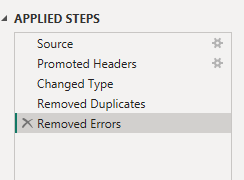 APPLIED STEPS
Source
Promoted Headers
Changed Type
Removed Duplicates
Removed Errors